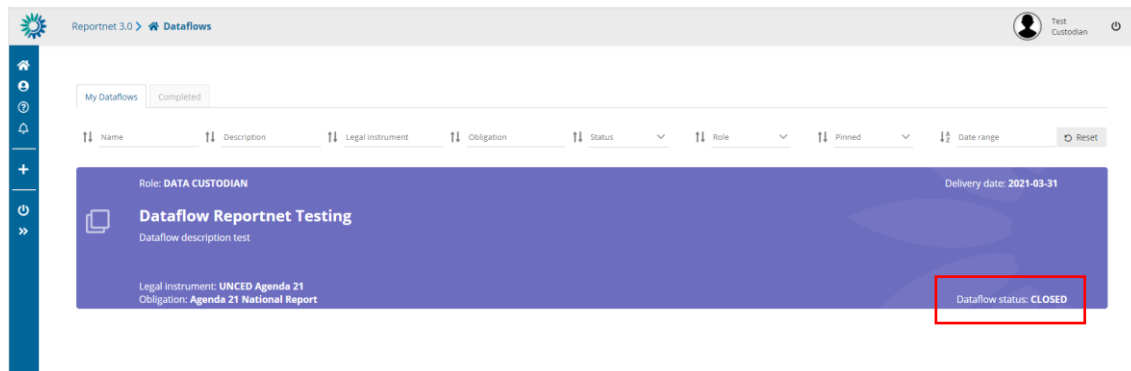 Reportnet 3.0 Dataflows
Test
Custodian
My Dataflows Completed
Name Description Legal instrument Obligation Status Role Pinned Date range Reset
Role: DATA CUSTODIAN Delivery date: 2021-03-31
Dataflow Reportnet Testing
Dataflow description test
Legal instrument: UNCED Agenda 21
Obligation: Agenda 21 National Report Dataflow status: CLOSED